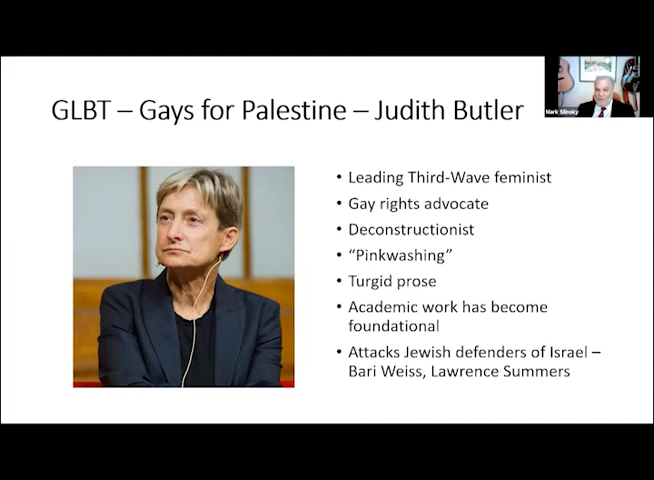 GLBT – Gays for Palestine – Judith Butler
Mark Silinsky
• Leading Third-Wave feminist
• Gay rights advocate
• Deconstructionist
• “Pinkwashing”
• Turgid prose
• Academic work has become
foundational
• Attacks Jewish defenders of Israel –
Bari Weiss, Lawrence Summers